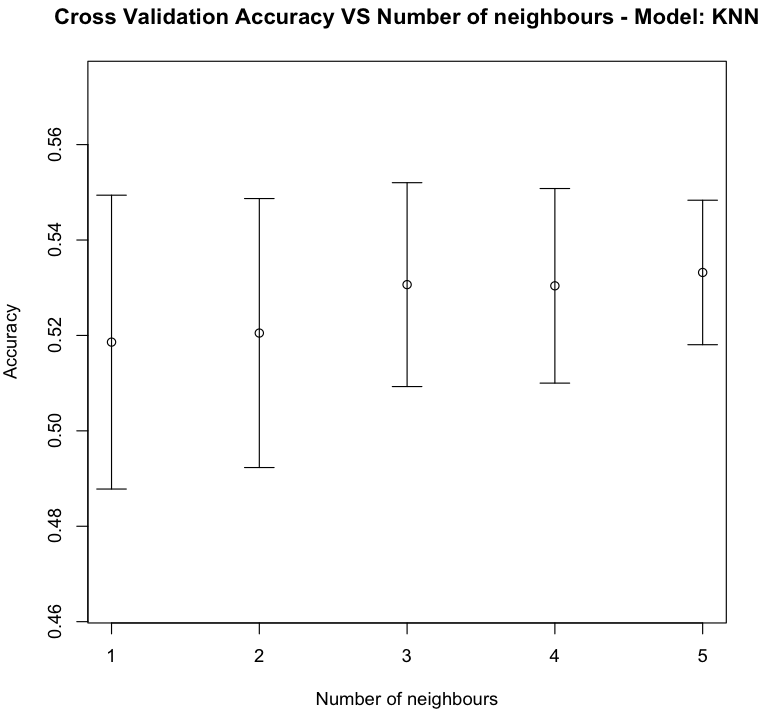 Cross Validation Accuracy VS Number of neighbours - Model: KNN
0.56
0.54
0.52
0.50
0.48
0.46
Accuracy
1 2 3 4 5
Number of neighbours